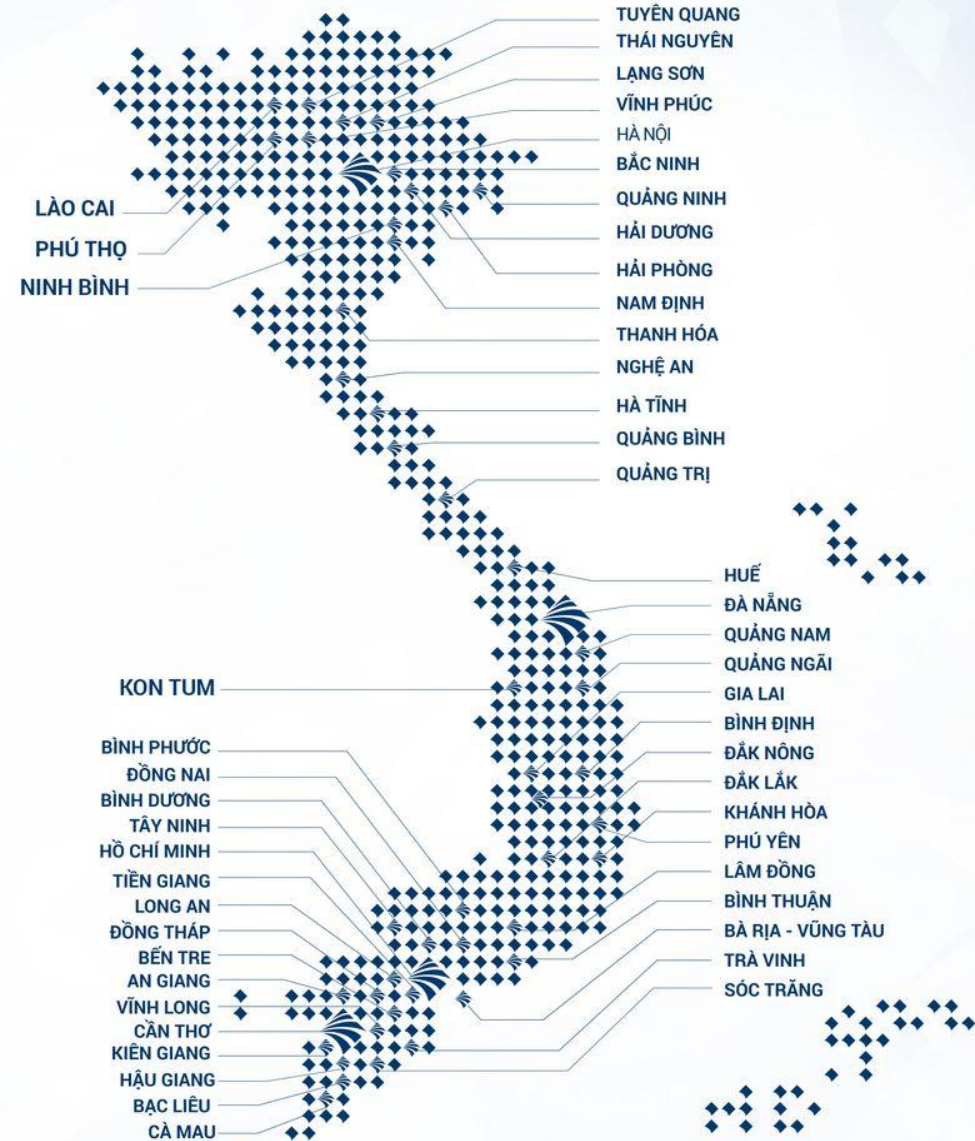 TUYÊN QUANG
THÁI NGUYÊN
LẠNG SƠN
VĨNH PHÚC
HÀ NỘI
BẮC NINH
QUẢNG NINH
HẢI DƯƠNG
HẢI PHÒNG
NAM ĐỊNH
THANH HÓA
NGHỆ AN
HÀ TĨNH
QUẢNG BÌNH
QUẢNG TRỊ
LÀO CAI
PHÚ THỌ
NINH BÌNH
HUẾ
ĐÀ NẴNG
QUẢNG NAM
QUẢNG NGÃI
GIA LAI
BÌNH ĐỊNH
ĐẮK NÔNG
ĐẮK LẮK
KHÁNH HÒA
PHÚ YÊN
LÂM ĐỒNG
BÌNH THUẬN
BÀ RỊA - VŨNG TÀU
TRÀ VINH
SÓC TRĂNG
KON TUM
BÌNH PHƯỚC
ĐỒNG NAI
BÌNH DƯƠNG
TÂY NINH
HỒ CHÍ MINH
TIỀN GIANG
LONG AN
ĐỒNG THÁP
BẾN TRE
AN GIANG
VĨNH LONG
CẦN THƠ
KIÊN GIANG
HẬU GIANG
BẠC LIÊU
CÀ MAU